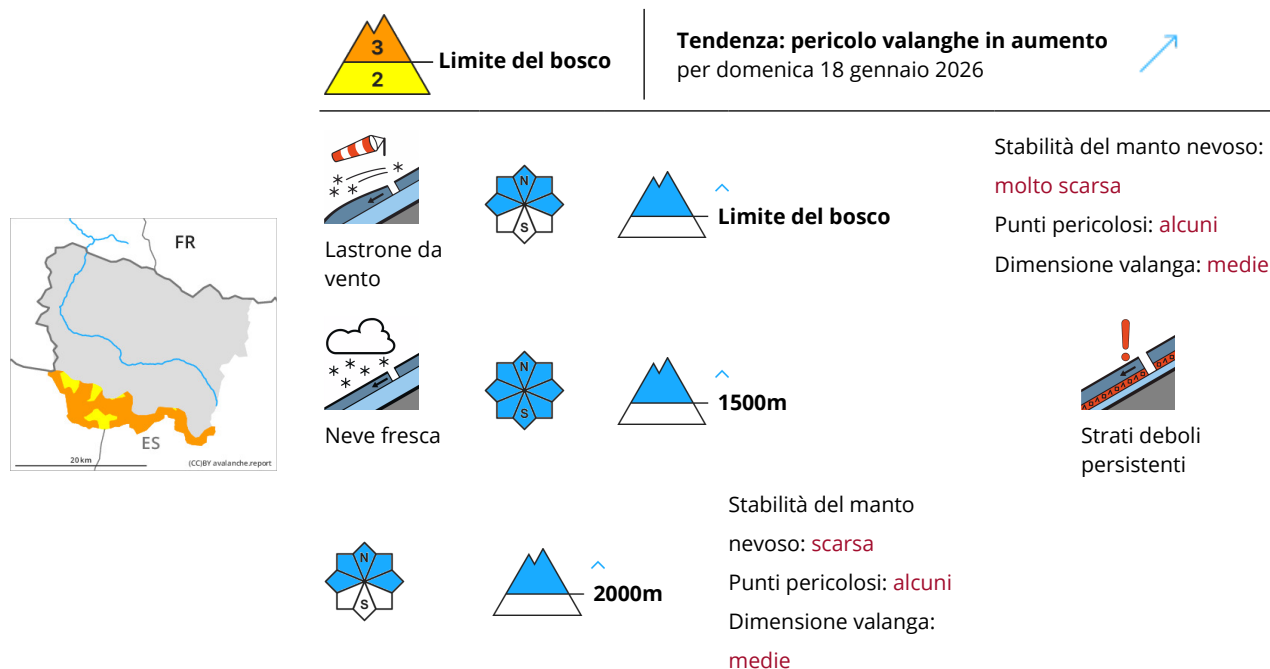 3
2
Limite del bosco
Tendenza: pericolo valanghe in aumento
per domenica 18 gennaio 2026
N
S
Limite del bosco
Stabilità del manto nevoso:
molto scarsa
Punti pericolosi: alcuni
Dimensione valanga: medie
Lastrone da
vento
FR
ES
20 km
(CC)BY avalanche.report
N
S
1500m
Neve fresca
Strati deboli
persistenti
N
S
2000m
Stabilità del manto
nevoso: scarsa
Punti pericolosi: alcuni
Dimensione valanga:
medie